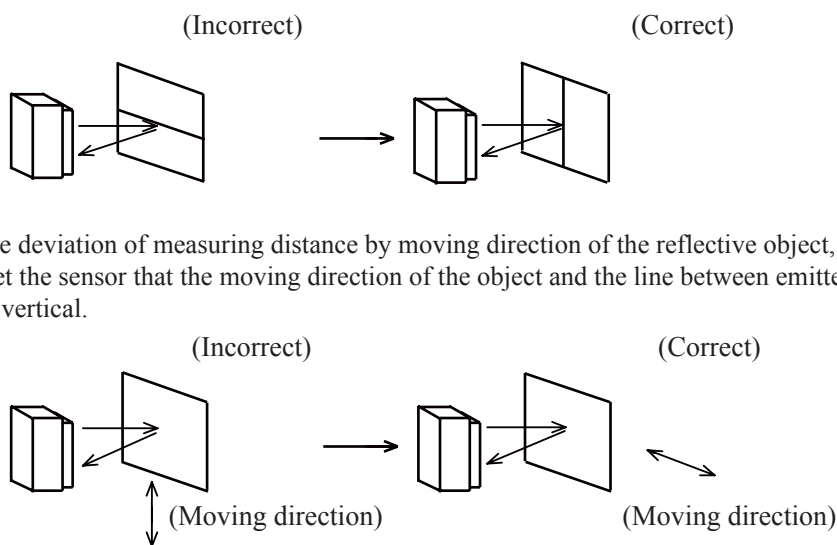 (Incorrect) (Correct)
e deviation of measuring distance by moving direction of the reflective object,
et the sensor that the moving direction of the object and the line between emitte
vertical.
(Incorrect) (Correct)
(Moving direction) (Moving direction)